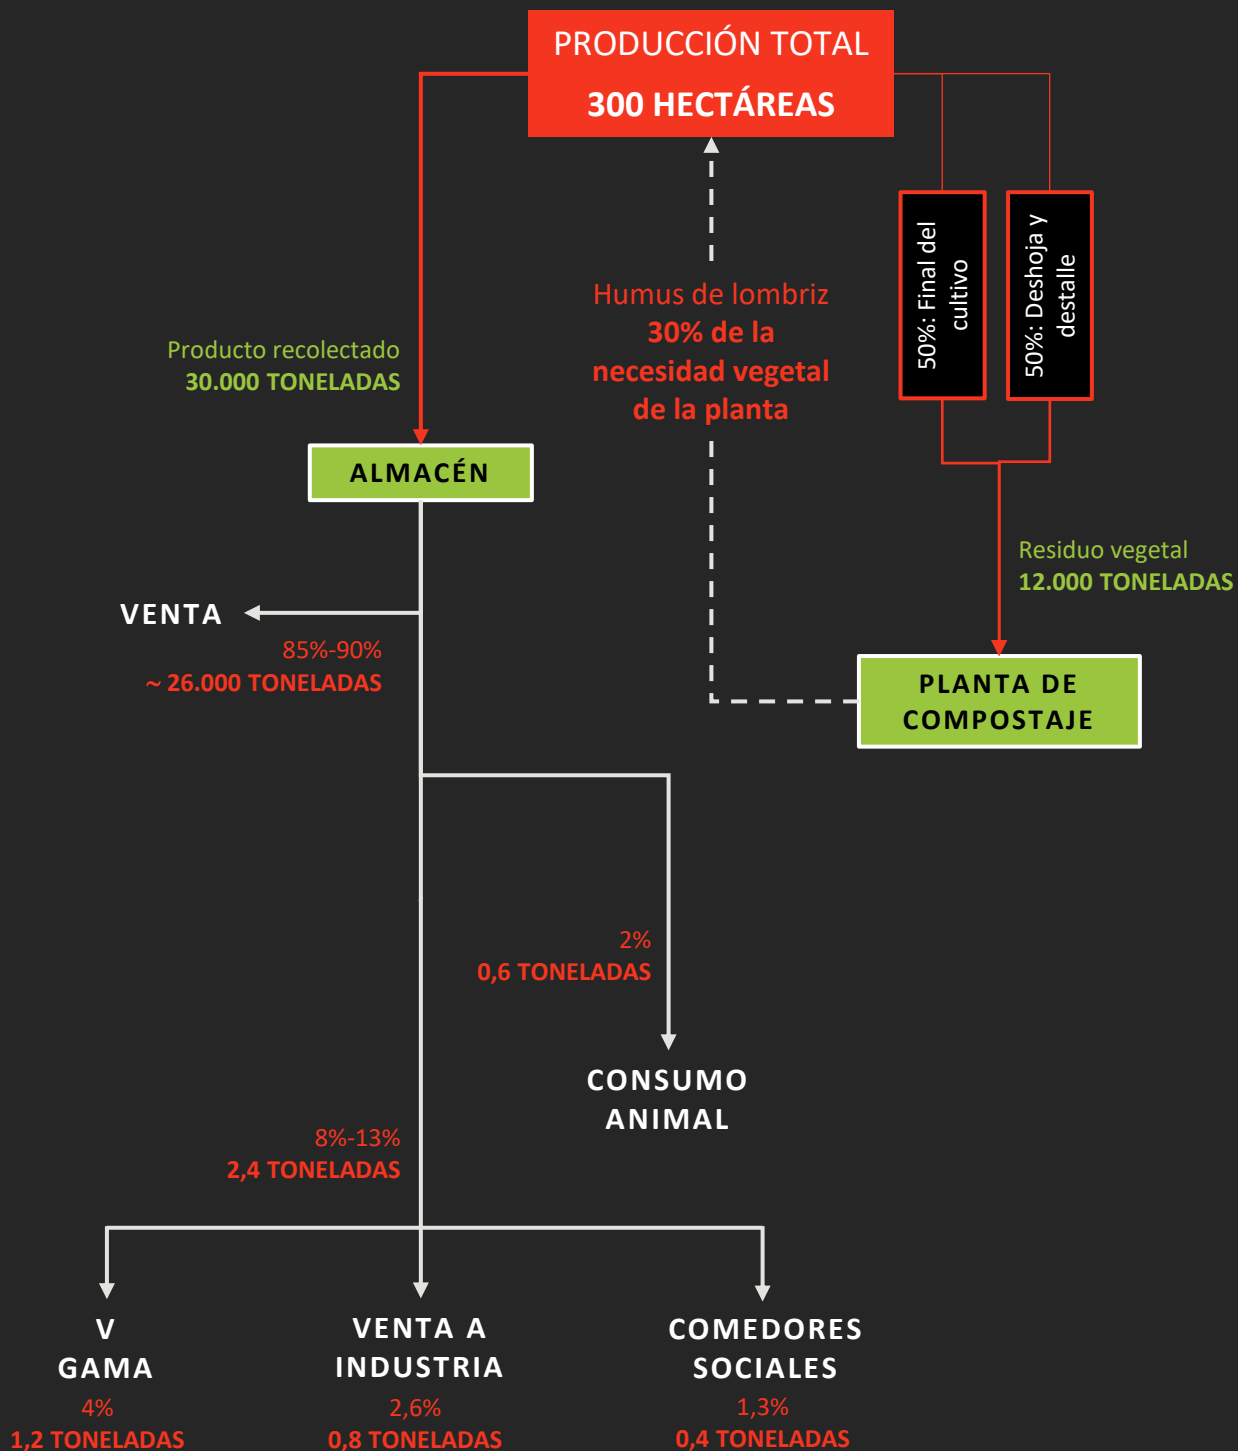 PRODUCCIÓN TOTAL
300 HECTÁREAS
50%: Final del
cultivo
50%: Deshoja y
destalle
Humus de lombriz
30% de la
necesidad vegetal
de la planta
Producto recolectado
30.000 TONELADAS
ALMACÉN
Residuo vegetal
12.000 TONELADAS
VENTA
85%-90%
~ 26.000 TONELADAS
PLANTA DE
COMPOSTAJE
2%
0,6 TONELADAS
CONSUMO
ANIMAL
8%-13%
2,4 TONELADAS
V
GAMA
4%
1,2 TONELADAS
VENTA A
INDUSTRIA
2,6%
0,8 TONELADAS
COMEDORES
SOCIALES
1,3%
0,4 TONELADAS